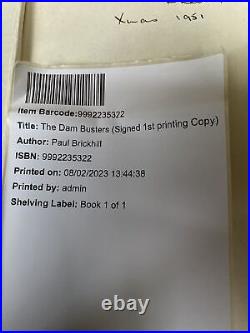 Xmas 1951
Item Barcode:9992235322
Title: The Dam Busters (Signed 1st printing Copy)
Author: Paul Brickhill
ISBN: 9992235322
Printed on: 08/02/2023 13:44:38
Printed by: admin
Shelving Label: Book 1 of 1